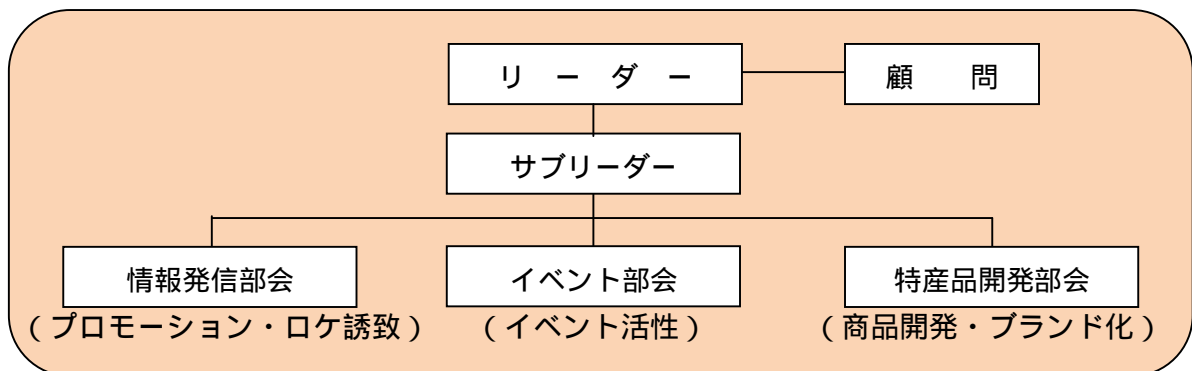 リーダー
顧問
サブリーダー
情報発信部会
イベント部会
特産品開発部会
(プロモーション・ロケ誘致)
(イベント活性)
(商品開発・ブランド化)